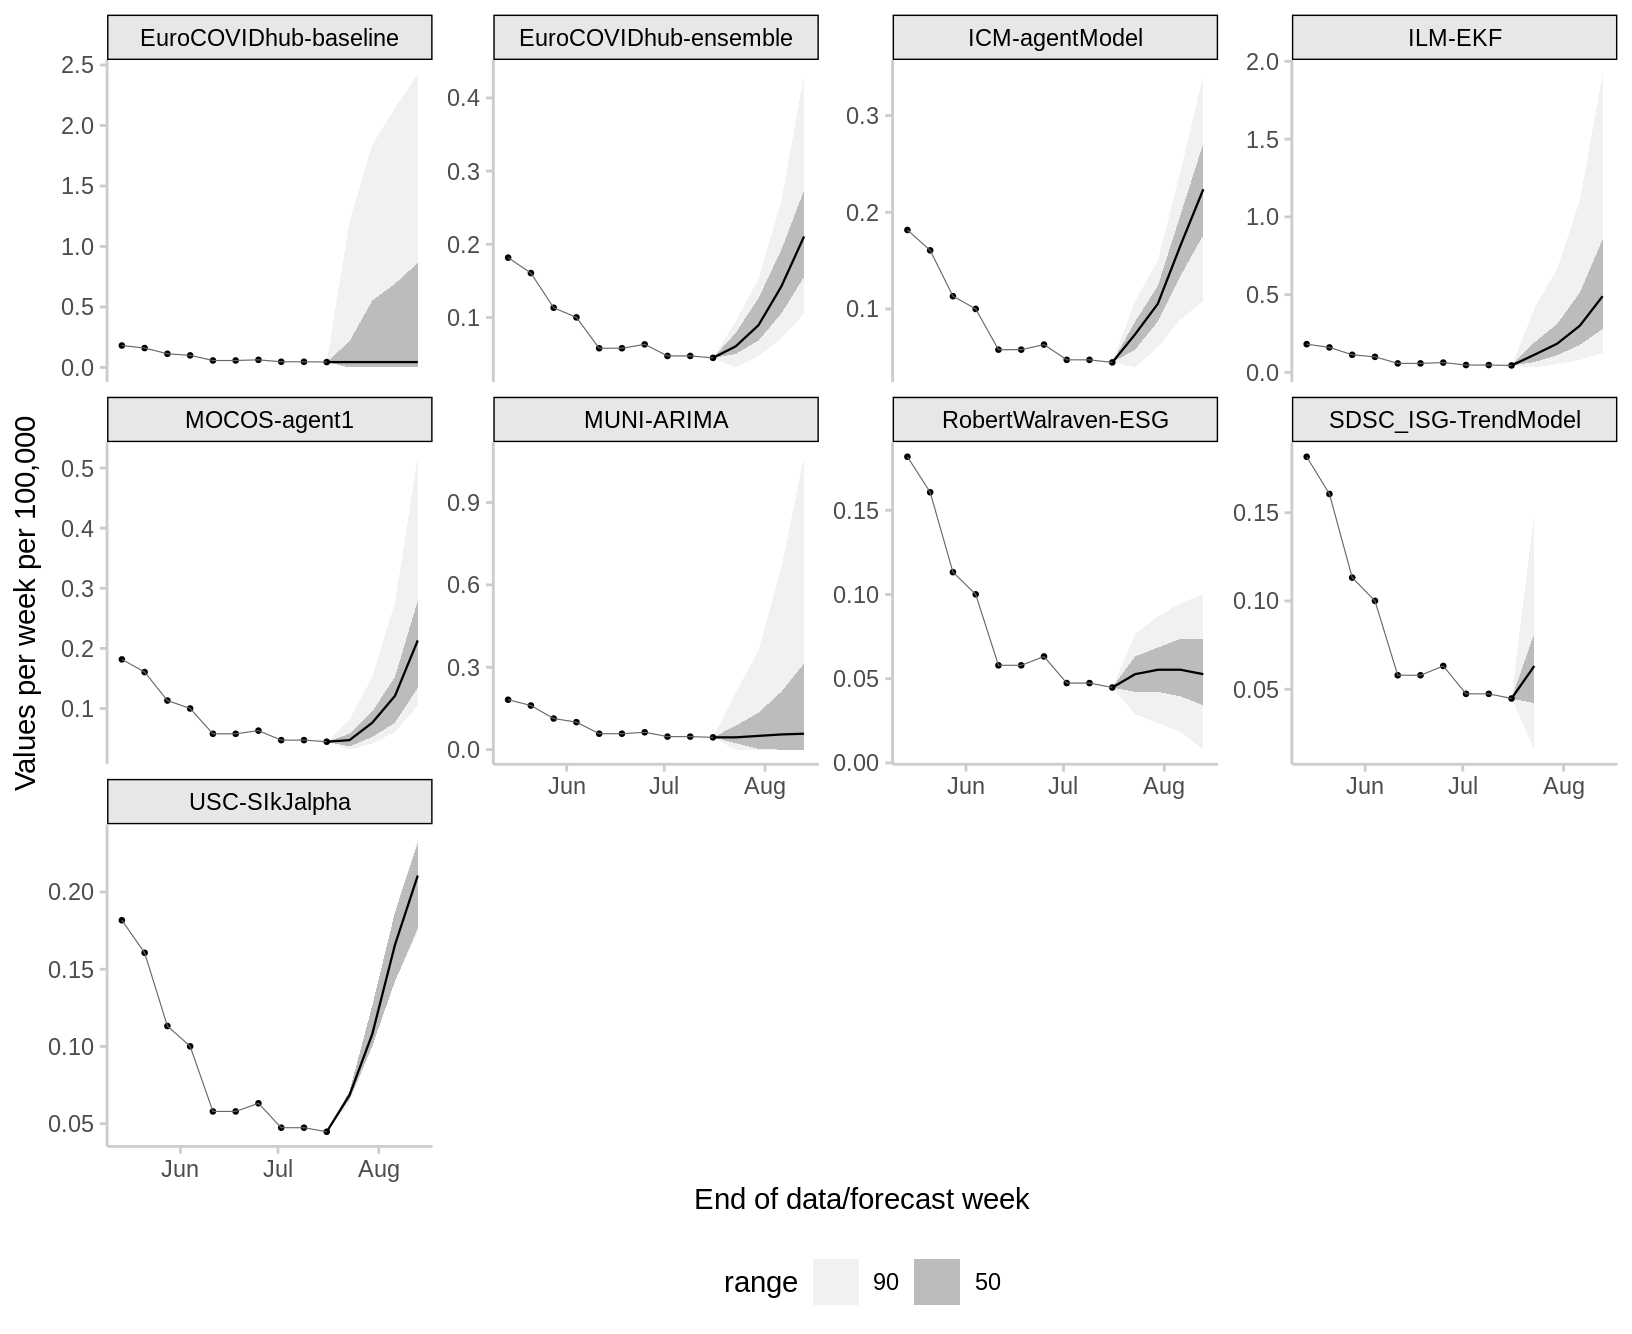 EuroCOVIDhub-baseline
EuroCOVIDhub-ensemble
ICM-agentModel
ILM-EKF
2.5
2.0
1.5
1.0
0.5
0.0
0.4
0.3
0.2
0.1
0.3
0.2
0.1
2.0
1.5
1.0
0.5
0.0
Values per week per 100,000
MOCOS-agent1
MUNI-ARIMA
RobertWalraven-ESG
SDSC_ISG-TrendModel
0.5
0.4
0.3
0.2
0.1
0.9
0.6
0.3
0.0
0.15
0.10
0.05
0.00
0.15
0.10
0.05
Jun Jul Aug
Jun Jul Aug
Jun Jul Aug
USC-SIkJalpha
0.20
0.15
0.10
0.05
Jun Jul Aug
End of data/forecast week
range 90 50